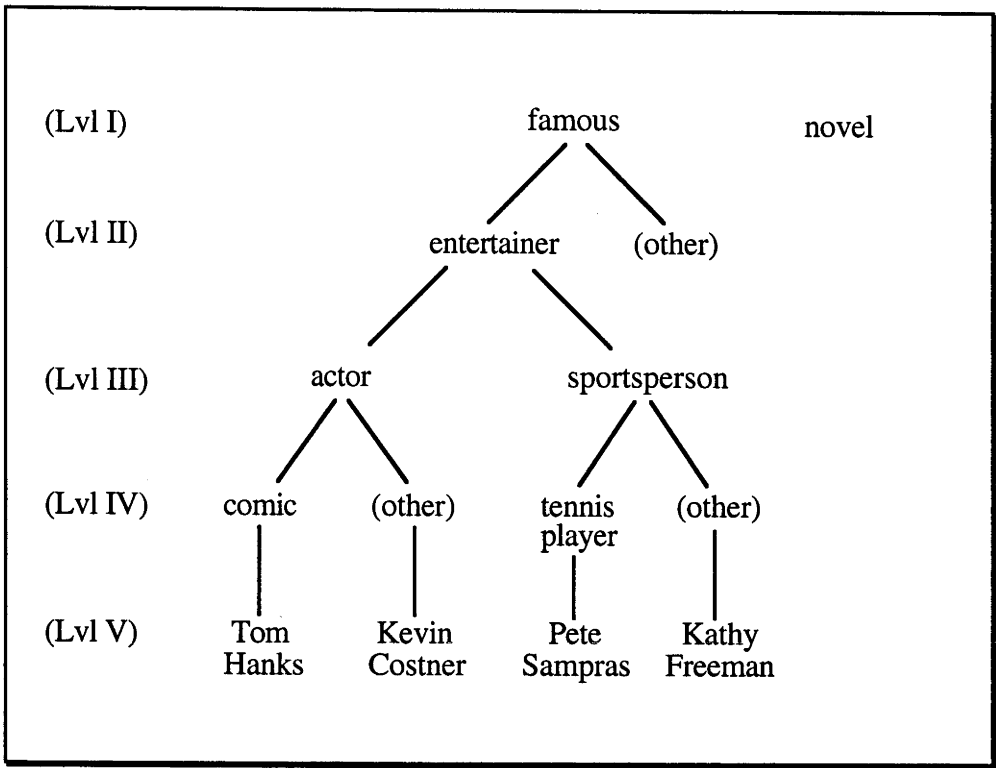 (Lvl I) famous novel
(Lvl II) entertainer (other)
(Lvl III) actor sportsperson
(Lvl IV) comic (other) tennis (other)
player
(Lvl V) Tom Kevin Pete Kathy
Hanks Costner Sampras Freeman